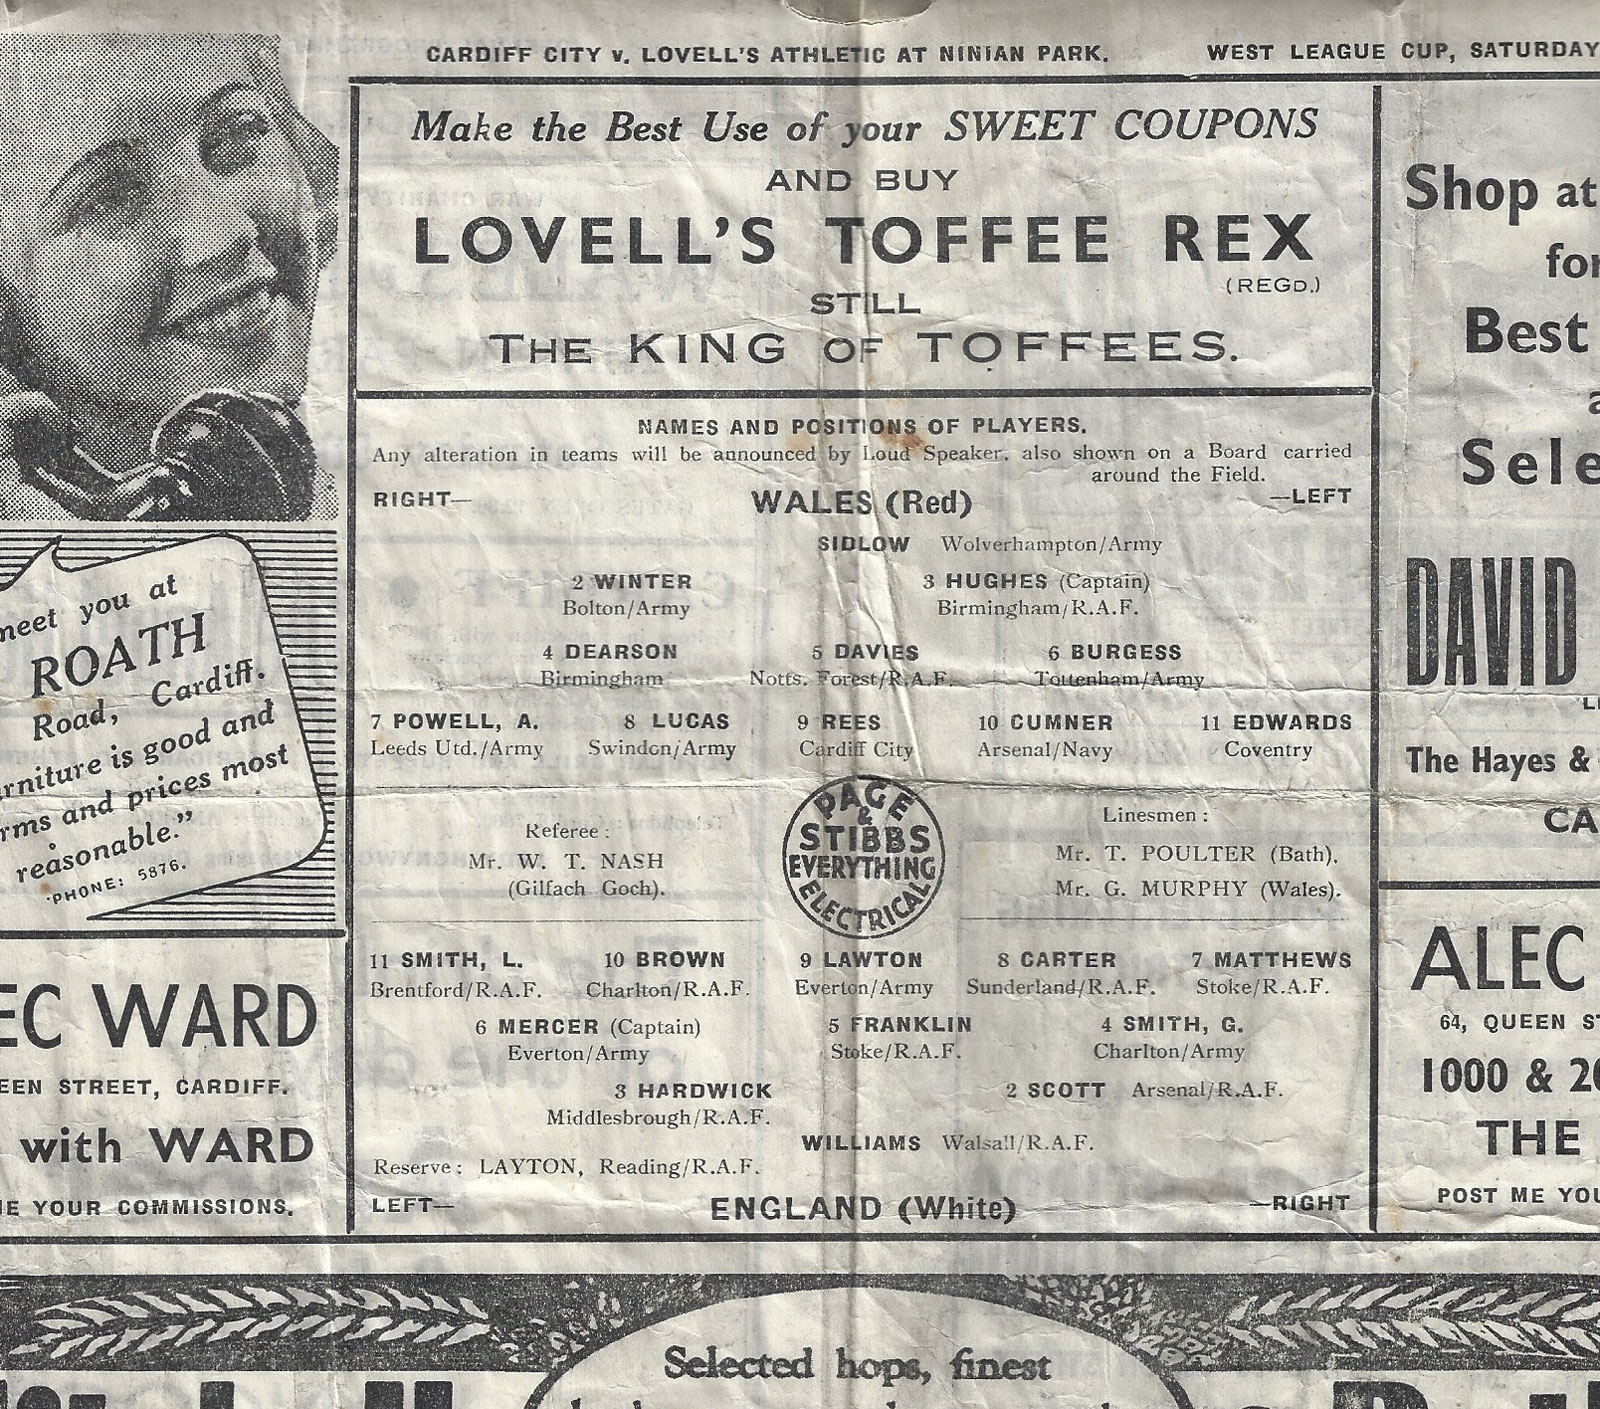 CARDIFF CITY v. LOVELL'S ATHLETIC AT NINIAN PARK. WEST LEAGUE CUP, SATURDAY
Make the Best Use of your SWEET COUPONS
AND BUY
LOVELL'S TOFFEE REX
(REGD.)
STILL
THE KING OF TOFFEES.
NAMES AND POSITIONS OF PLAYERS.
Any alteration in teams will be announced by Loud Speaker, also shown on a Board carried
around the Field.
RIGHT— WALES (Red) —LEFT
SIDLOW Wolverhampton/Army
2 WINTER 3 HUGHES (Captain)
Bolton/Army Birmingham/R.A.F.
4 DEARSON 5 DAVIES 6 BURGESS
Birmingham Notts. Forest/R.A.F. Tottenham/Army
7 POWELL, A. 8 LUCAS 9 REES 10 CUMNER 11 EDWARDS
Leeds Utd./Army Swindon/Army Cardiff City Arsenal/Navy Coventry
Referee :
Mr. W. T. NASH
(Gilfach Goch).
PAGE
&
STIBBS
EVERYTHING
ELECTRICAL
Linesmen :
Mr. T. POULTER (Bath).
Mr. G. MURPHY (Wales).
11 SMITH, L. 10 BROWN 9 LAWTON 8 CARTER 7 MATTHEWS
Brentford/R.A.F. Charlton/R.A.F. Everton/Army Sunderland/R.A.F. Stoke/R.A.F.
6 MERCER (Captain) 5 FRANKLIN 4 SMITH, G.
Everton/Army Stoke/R.A.F. Charlton/Army
3 HARDWICK 2 SCOTT Arsenal/R.A.F.
Middlesbrough/R.A.F.
WILLIAMS Walsall/R.A.F.
Reserve : LAYTON, Reading/R.A.F.
LEFT— ENGLAND (White) —RIGHT
meet you at
ROATH
Road, Cardiff.
urniture is good and
rms and prices most
reasonable."
'PHONE: 5876.
EC WARD
EEN STREET, CARDIFF.
with WARD
E YOUR COMMISSIONS.
Shop at
for
Best
a
Sele
DAVID
The Hayes &
CA
ALEC
64, QUEEN ST
1000 & 20
THE
POST ME YOU
Selected hops, finest